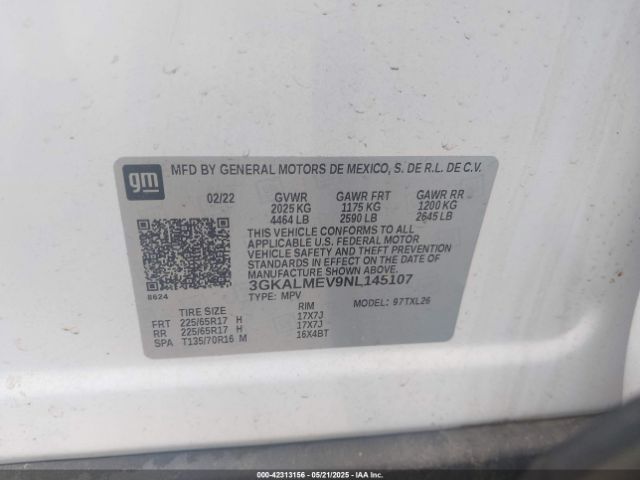 gm
MFD BY GENERAL MOTORS DE MEXICO, S. DE R.L. DE C.V.
02/22 GVWR GAWR FRT GAWR RR
2025 KG 1175 KG 1200 KG
4464 LB 2590 LB 2645 LB
THIS VEHICLE CONFORMS TO ALL
APPLICABLE U.S. FEDERAL MOTOR
VEHICLE SAFETY AND THEFT PREVENTION
STANDARDS IN EFFECT ON THE DATE OF
MANUFACTURE SHOWN ABOVE.
3GKALMEV9NL145107
8624
TYPE: MPV MODEL: 97TXL26
TIRE SIZE RIM
FRT 225/65R17 H 17X7J
RR 225/65R17 H 17X7J
SPA T135/70R16 M 16X4BT
00-42313156 - 05/21/2025 - IAAI.COM